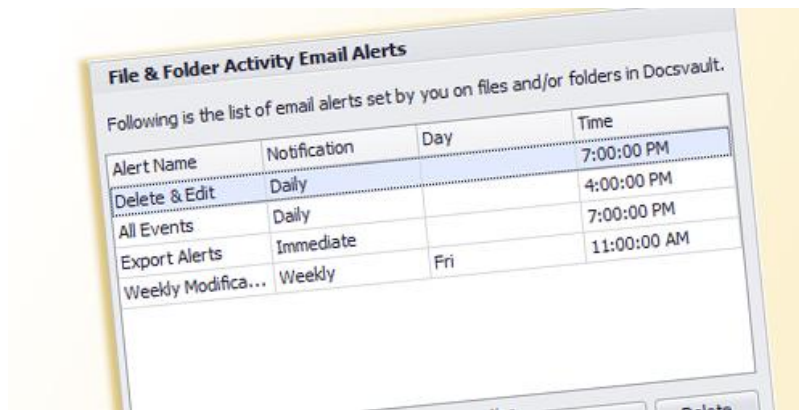 File & Folder Activity Email Alerts
Following is the list of email alerts set by you on files and/or folders in Docsvault.
Alert Name Notification Day Time
Delete & Edit Daily 7:00:00 PM
All Events Daily 4:00:00 PM
Export Alerts Immediate 7:00:00 PM
Weekly Modifica... Weekly Fri 11:00:00 AM
Delete